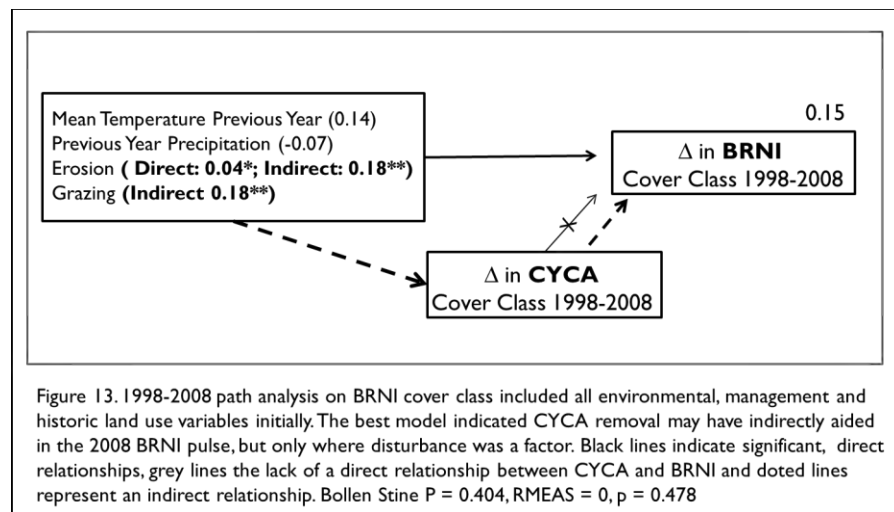 Mean Temperature Previous Year (0.14)
Previous Year Precipitation (-0.07)
Erosion ( Direct: 0.04*; Indirect: 0.18**)
Grazing (Indirect 0.18**)
0.15
Δ in BRNI
Cover Class 1998-2008
Δ in CYCA
Cover Class 1998-2008
Figure 13. 1998-2008 path analysis on BRNI cover class included all environmental, management and
historic land use variables initially. The best model indicated CYCA removal may have indirectly aided
in the 2008 BRNI pulse, but only where disturbance was a factor. Black lines indicate significant, direct
relationships, grey lines the lack of a direct relationship between CYCA and BRNI and doted lines
represent an indirect relationship. Bollen Stine P = 0.404, RMEAS = 0, p = 0.478